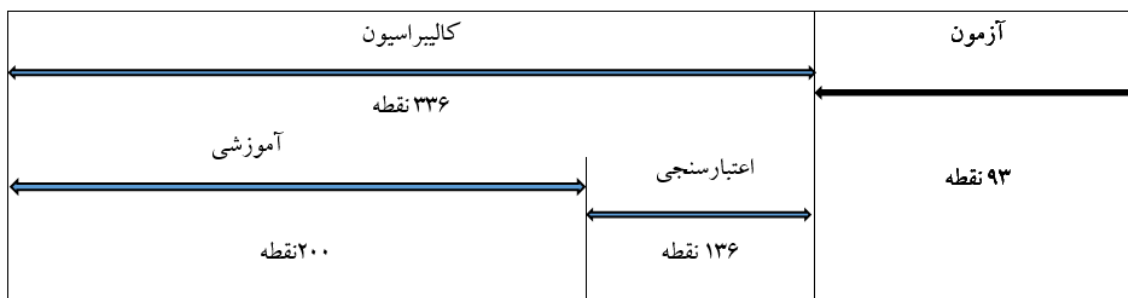 آزمون
کالیبراسیون
۳۳۶ نقطه
آموزشی
اعتبارسنجی
۹۳ نقطه
۱۳۶ نقطه
۲۰۰نقطه